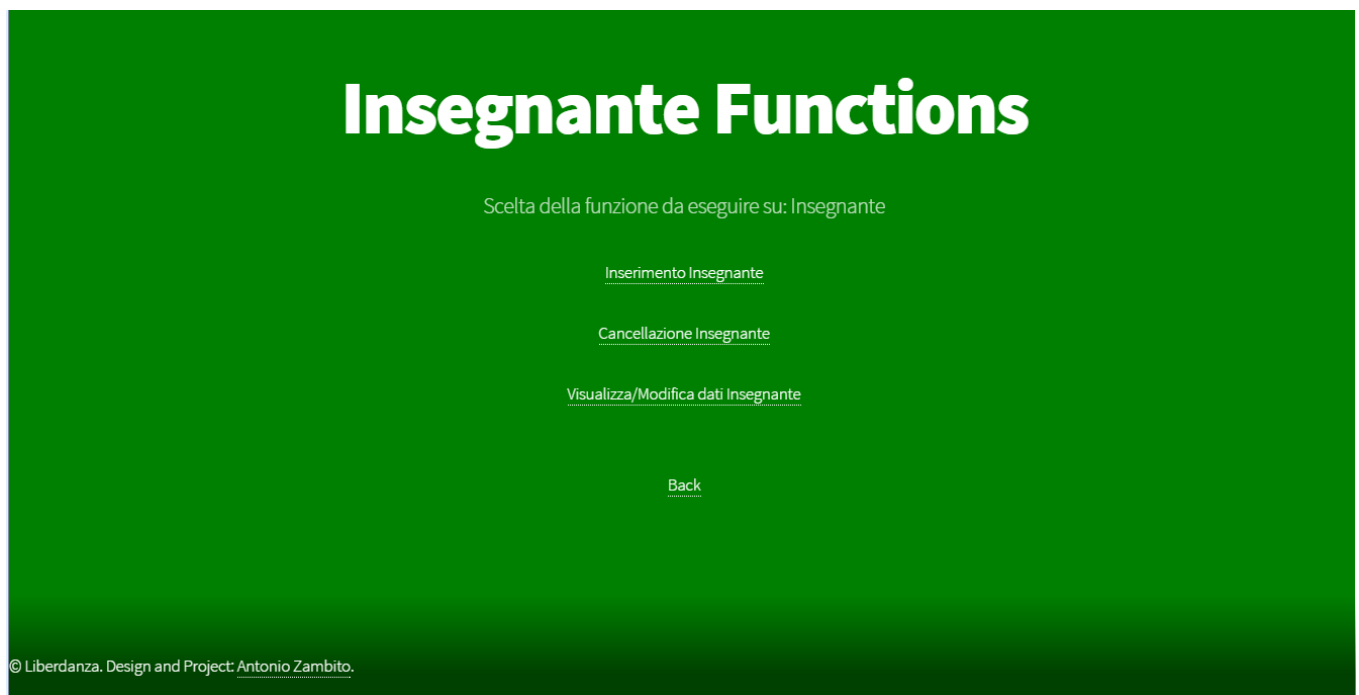 Insegnante Functions
Scelta della funzione da eseguire su: Insegnante
Inserimento Insegnante
Cancellazione Insegnante
Visualizza/Modifica dati Insegnante
Back
© Liberdanza. Design and Project: Antonio Zambito.